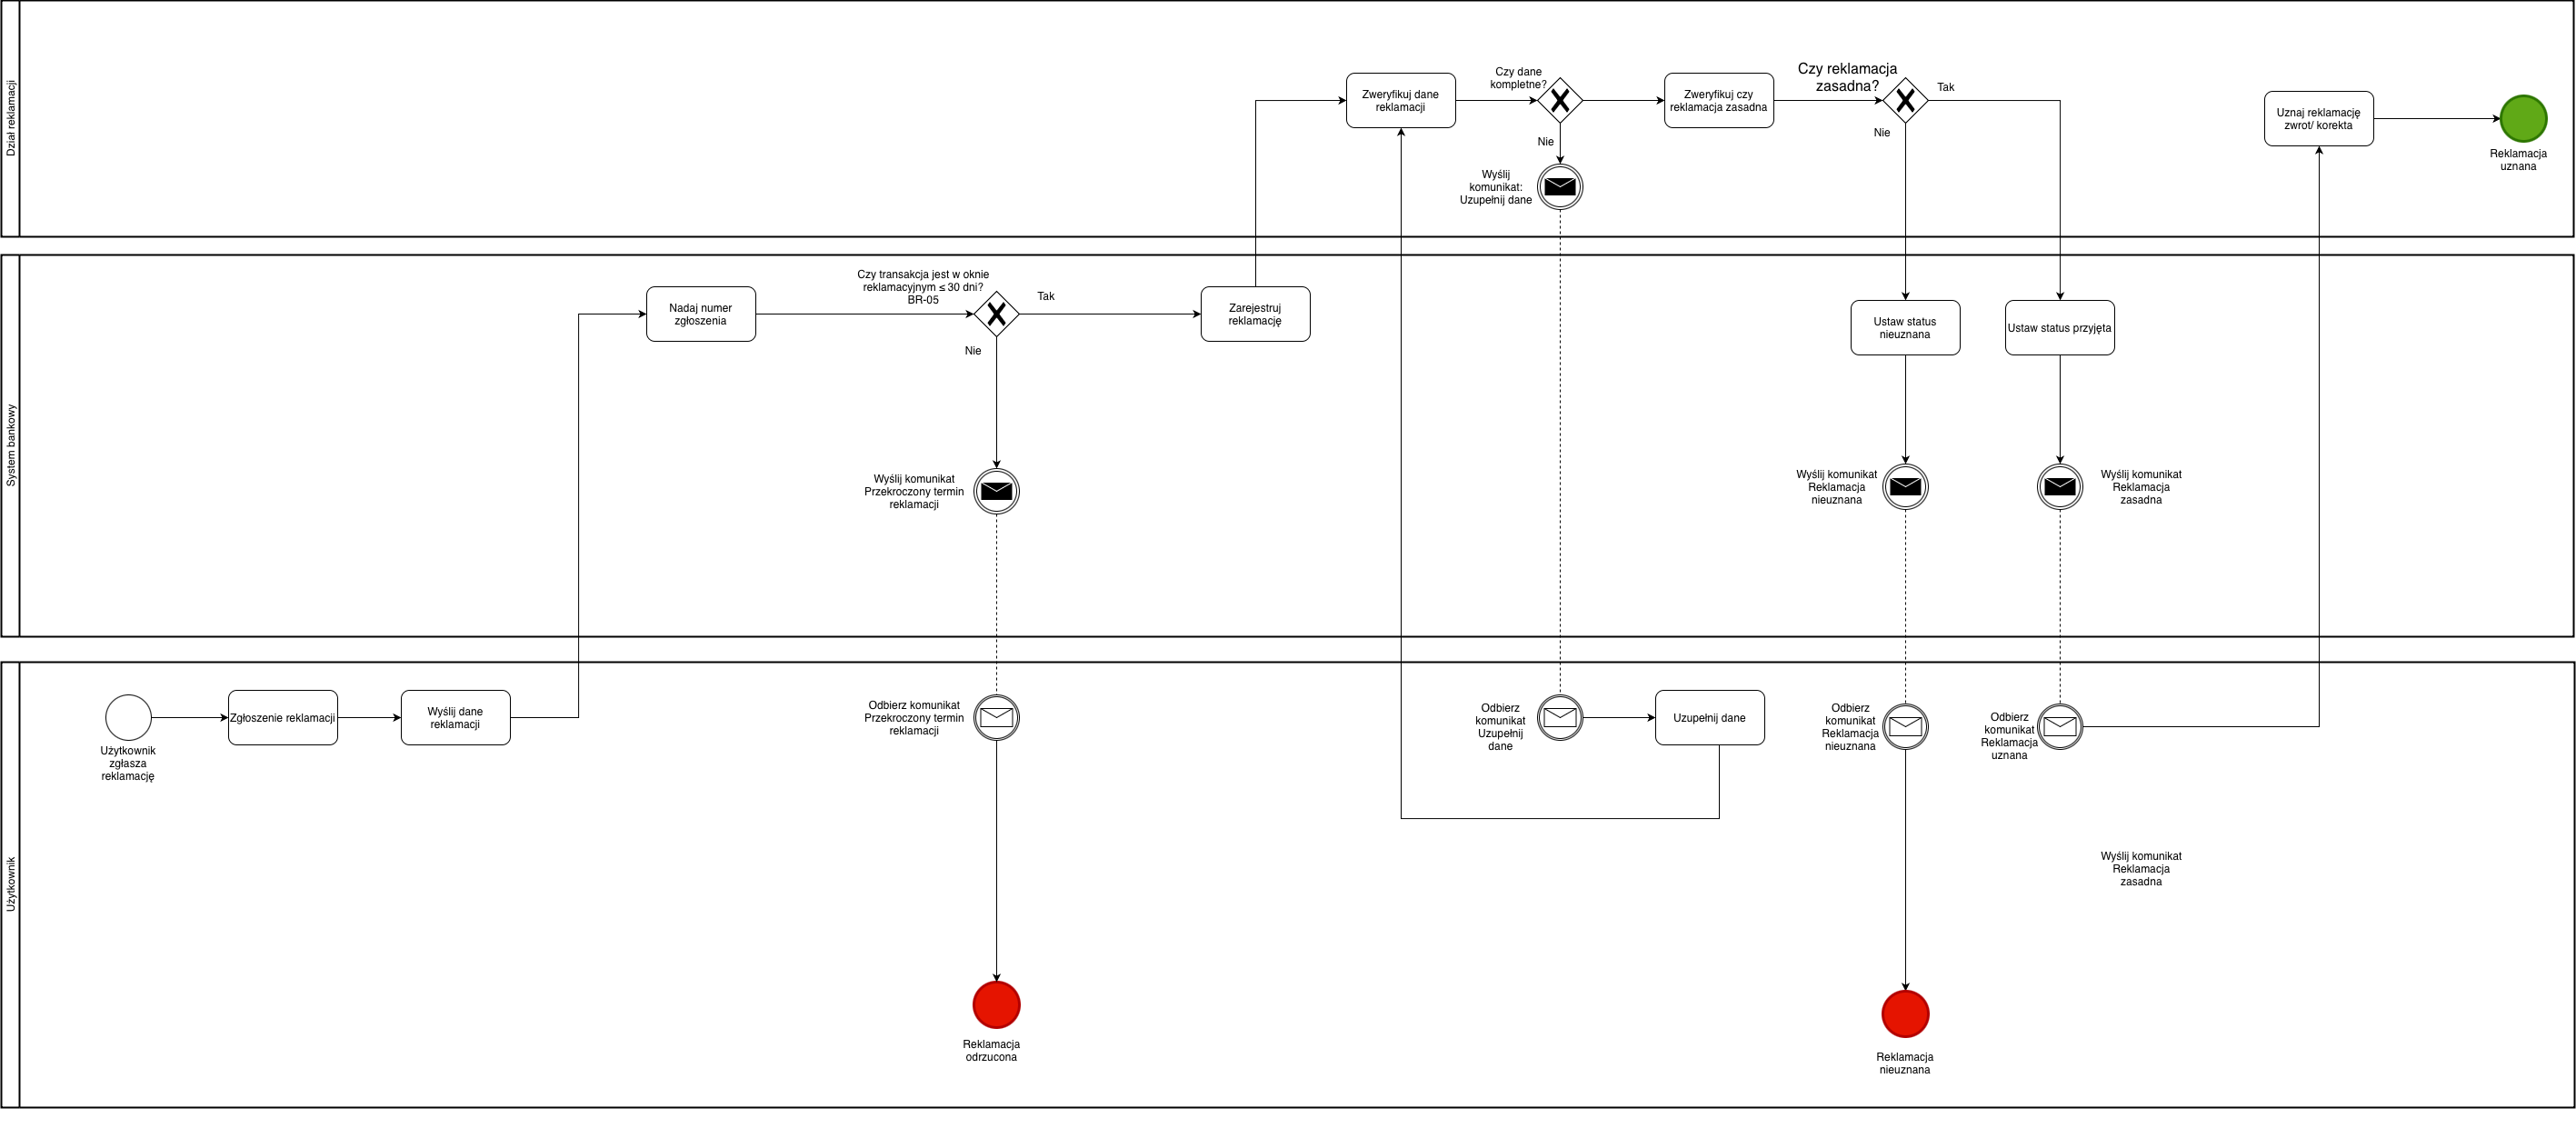 Dział reklamacji
Zweryfikuj dane
reklamacji
Czy dane
kompletne?
Nie
Wyślij
komunikat:
Uzupełnij dane
Zweryfikuj czy
reklamacja zasadna
Czy reklamacja
zasadna?
Tak
Nie
Uznaj reklamację
zwrot/ korekta
Reklamacja
uznana
System bankowy
Nadaj numer
zgłoszenia
Czy transakcja jest w oknie
reklamacyjnym ≤ 30 dni?
BR-05
Tak
Nie
Zarejestruj
reklamację
Wyślij komunikat
Przekroczony termin
reklamacji
Ustaw status
nieuznana
Ustaw status przyjęta
Wyślij komunikat
Reklamacja
nieuznana
Wyślij komunikat
Reklamacja
zasadna
Użytkownik
Użytkownik
zgłasza
reklamację
Zgłoszenie reklamacji
Wyślij dane
reklamacji
Odbierz komunikat
Przekroczony termin
reklamacji
Odbierz
komunikat
Uzupełnij
dane
Uzupełnij dane
Odbierz
komunikat
Reklamacja
nieuznana
Odbierz
komunikat
Reklamacja
uznana
Wyślij komunikat
Reklamacja
zasadna
Reklamacja
odrzucona
Reklamacja
nieuznana